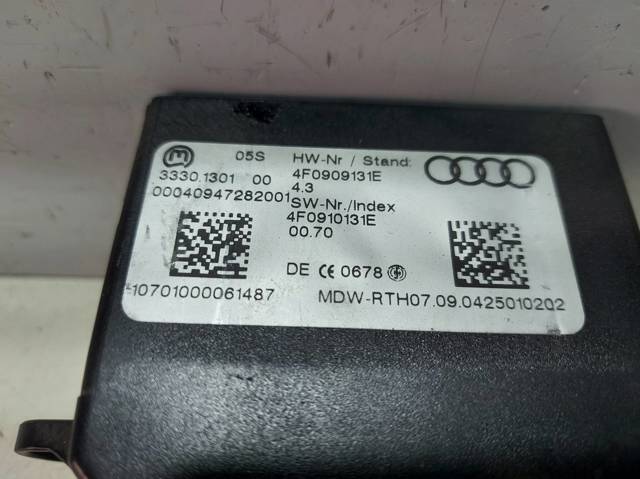 05S
3330.1301 00
00040947282001
HW-Nr / Stand:
4F0909131E
4.3
SW-Nr./Index
4F0910131E
00.70
DE CE 0678
10701000061487
MDW-RTH07.09.0425010202